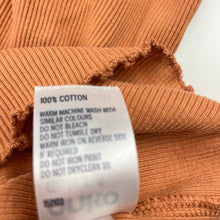 100% COTTON
WARM MACHINE WASH WITH
SIMILAR COLOURS
DO NOT BLEACH
DO NOT TUMBLE DRY
WARM IRON ON REVERSE SIDE
IF REQUIRED
DO NOT IRON PRINT
DO NOT DRYCLEAN